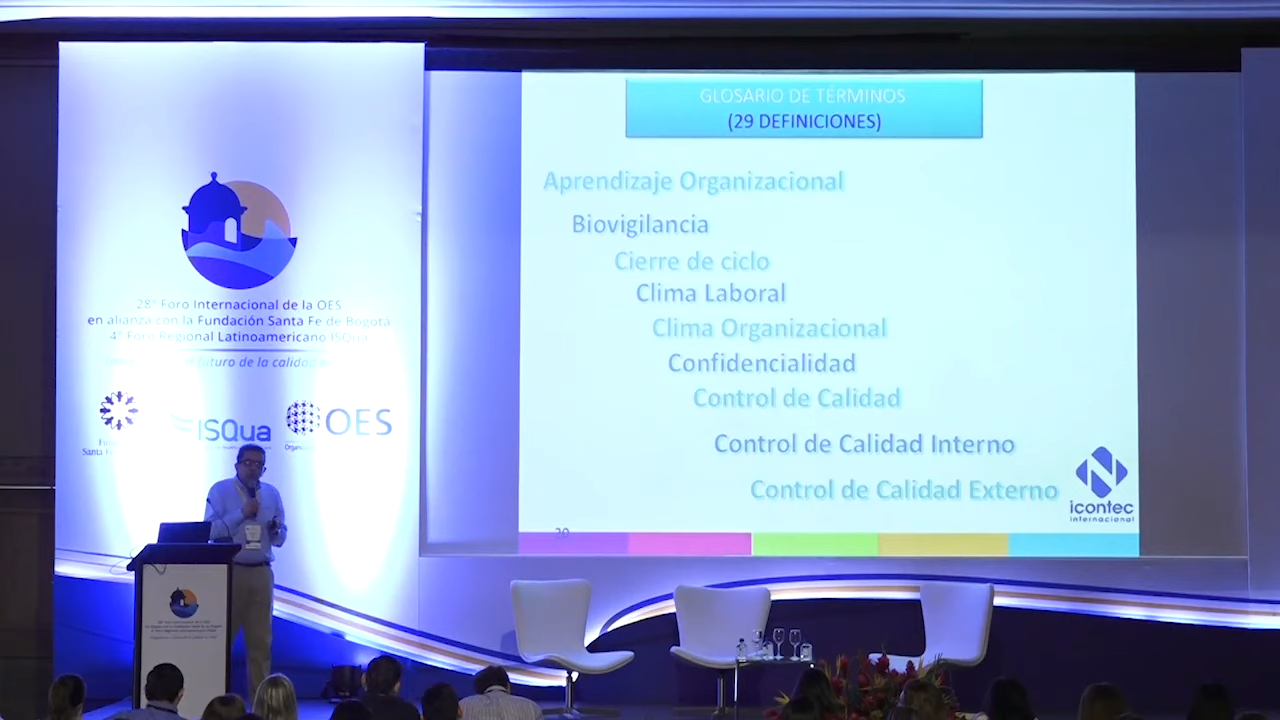 GLOSARIO DE TÉRMINOS
(29 DEFINICIONES)
Aprendizaje Organizacional
Biovigilancia
Cierre de ciclo
Clima Laboral
Clima Organizacional
Confidencialidad
Control de Calidad
Control de Calidad Interno
Control de Calidad Externo
icontec
internacional
28° Foro Internacional de la OES
en alianza con la Fundación Santa Fe de Bogotá
4° Foro Regional Latinoamericano ISQua
futuro de la calidad
ISQua
OES
Santa